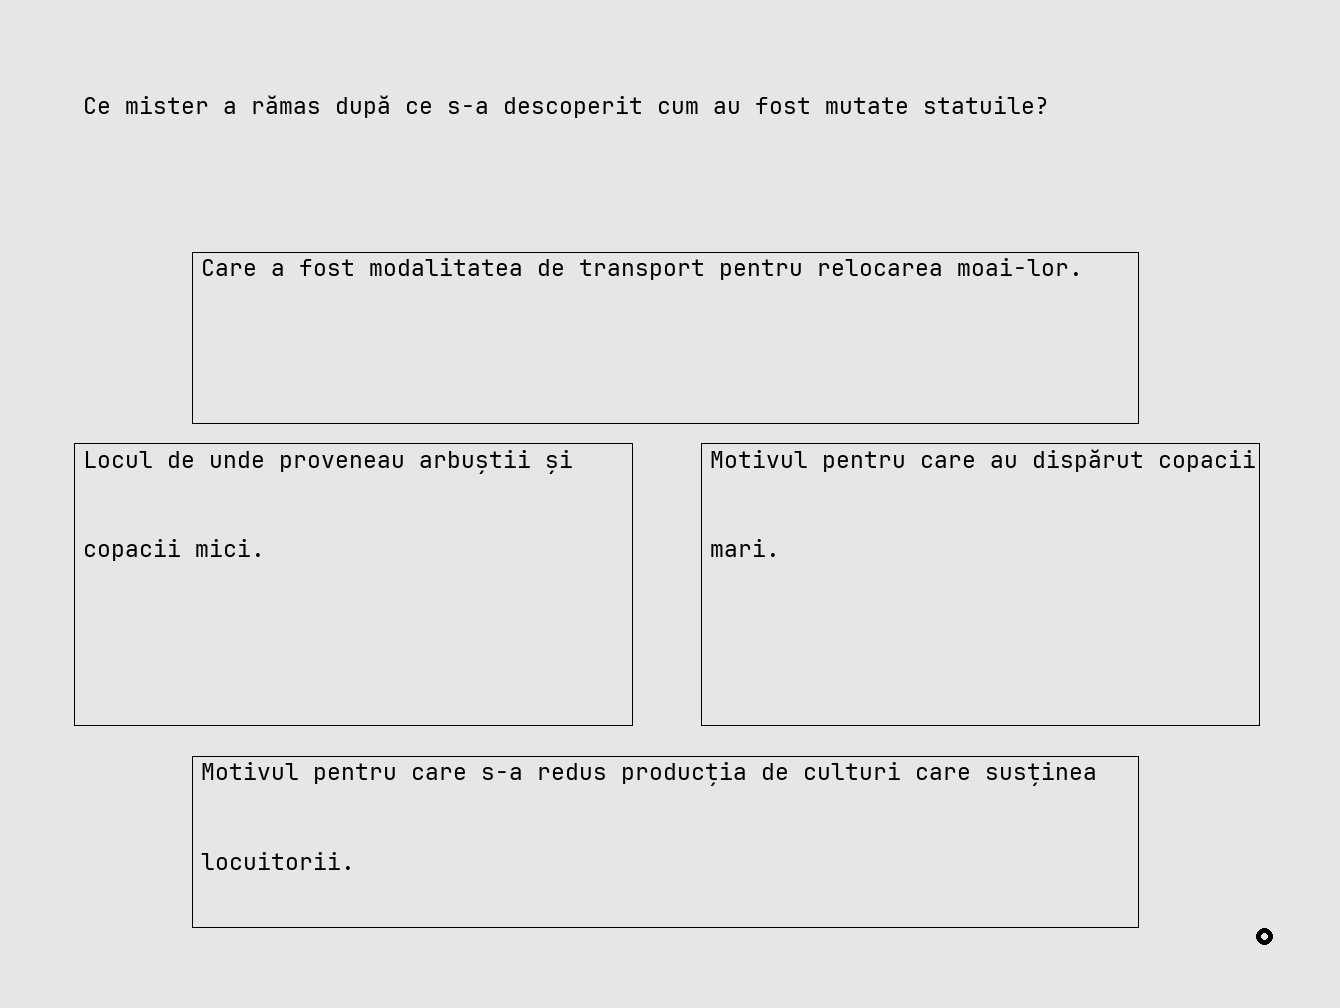 Ce mister a rămas după ce s-a descoperit cum au fost mutate statuile?
Care a fost modalitatea de transport pentru relocarea moai-lor.
Locul de unde proveneau arbuștii și
copacii mici.
Motivul pentru care au dispărut copacii
mari.
Motivul pentru care s-a redus producția de culturi care susținea
locuitorii.